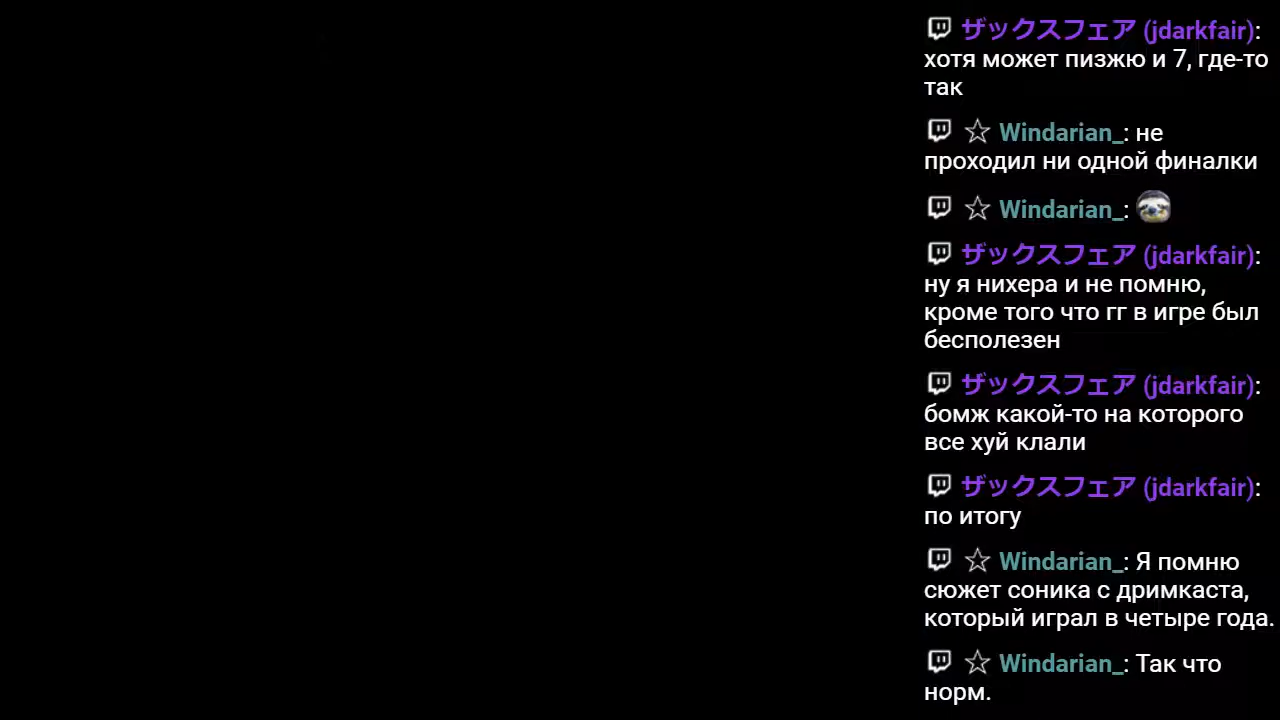 ザックスフェア (jdarkfair):
хотя может пизжю и 7, где-то
так
Windarian_: не
проходил ни одной финалки
Windarian_:
ザックスフェア (jdarkfair):
ну я нихера и не помню,
кроме того что гг в игре был
бесполезен
ザックスフェア (jdarkfair):
бомж какой-то на которого
все хуй клали
ザックスフェア (jdarkfair):
по итогу
Windarian_: Я помню
сюжет соника с дримкаста,
который играл в четыре года.
Windarian_: Так что
норм.